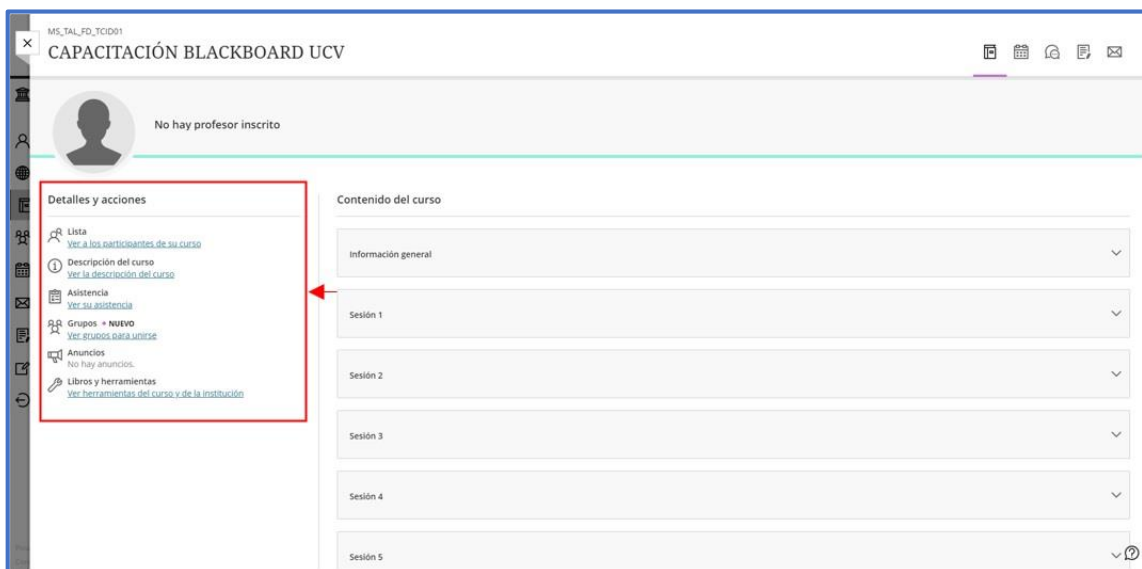 MS_TAL_FD_TCID01
CAPACITACIÓN BLACKBOARD UCV
No hay profesor inscrito
Detalles y acciones
Lista
Ver a los participantes de su curso
Descripción del curso
Ver la descripción del curso
Asistencia
Ver su asistencia
Grupos • NUEVO
Ver grupos para unirse
Anuncios
No hay anuncios.
Libros y herramientas
Ver herramientas del curso y de la institución
Contenido del curso
Información general
Sesión 1
Sesión 2
Sesión 3
Sesión 4
Sesión 5